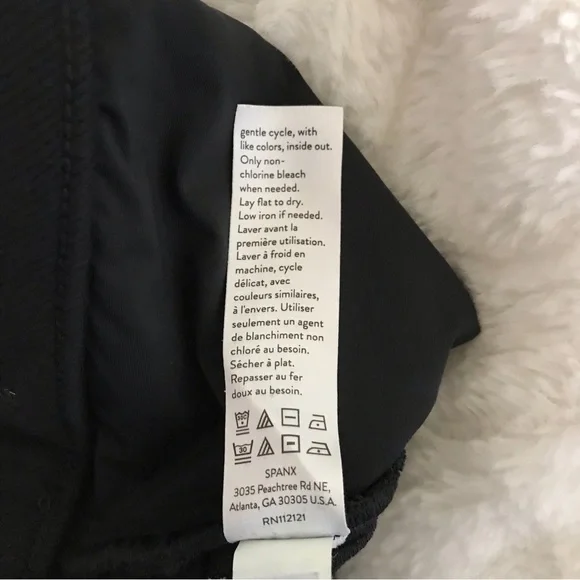 gentle cycle, with
like colors, inside out.
Only non-
chlorine bleach
when needed.
Lay flat to dry.
Low iron if needed.
Laver avant la
première utilisation.
Laver à froid en
machine, cycle
délicat, avec
couleurs similaires,
à l'envers. Utiliser
seulement un agent
de blanchiment non
chloré au besoin.
Sécher à plat.
Repasser au fer
doux au besoin.
30
30
SPANX
3035 Peachtree Rd NE,
Atlanta, GA 30305 U.S.A.
RN112121